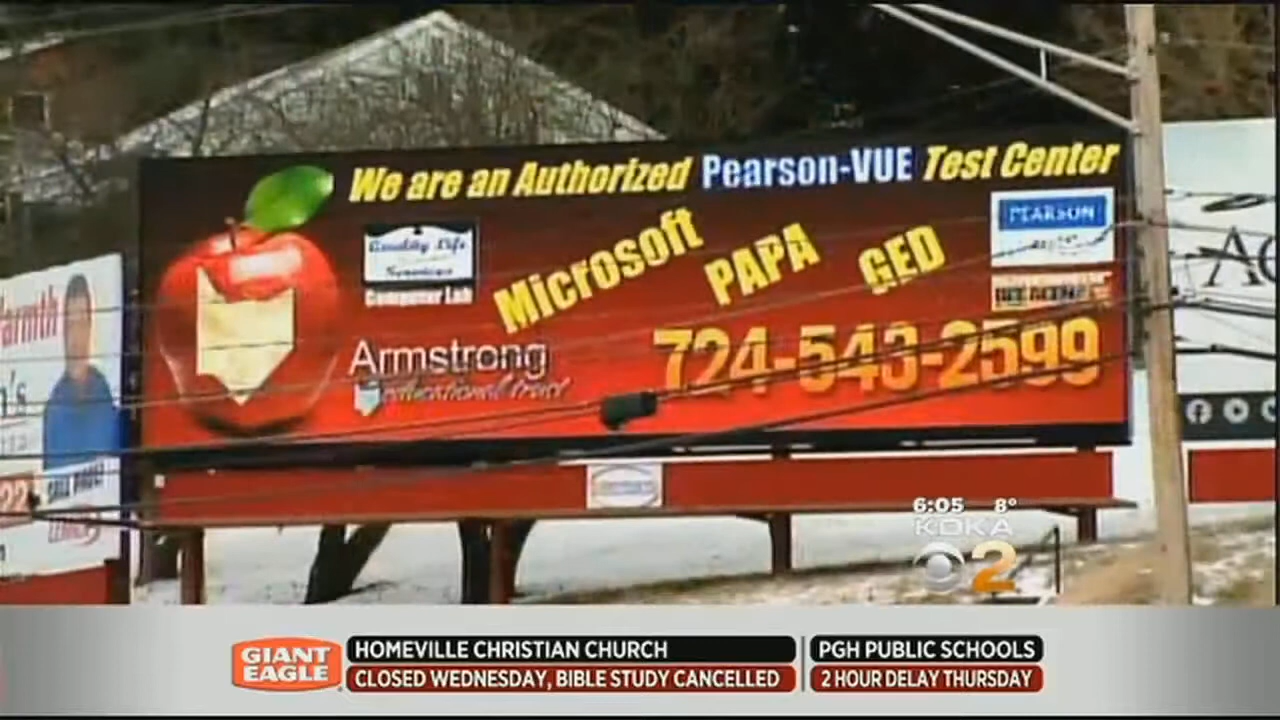 We are an Authorized Pearson-VUE Test Center
Quality Life
Services
Computer Lab
Microsoft
PAPA
GED
PEARSON
Armstrong
educational trust
724-543-2599
6:05 8°
KDKA
2
GIANT
EAGLE
HOMEVILLE CHRISTIAN CHURCH
CLOSED WEDNESDAY, BIBLE STUDY CANCELLED
PGH PUBLIC SCHOOLS
2 HOUR DELAY THURSDAY